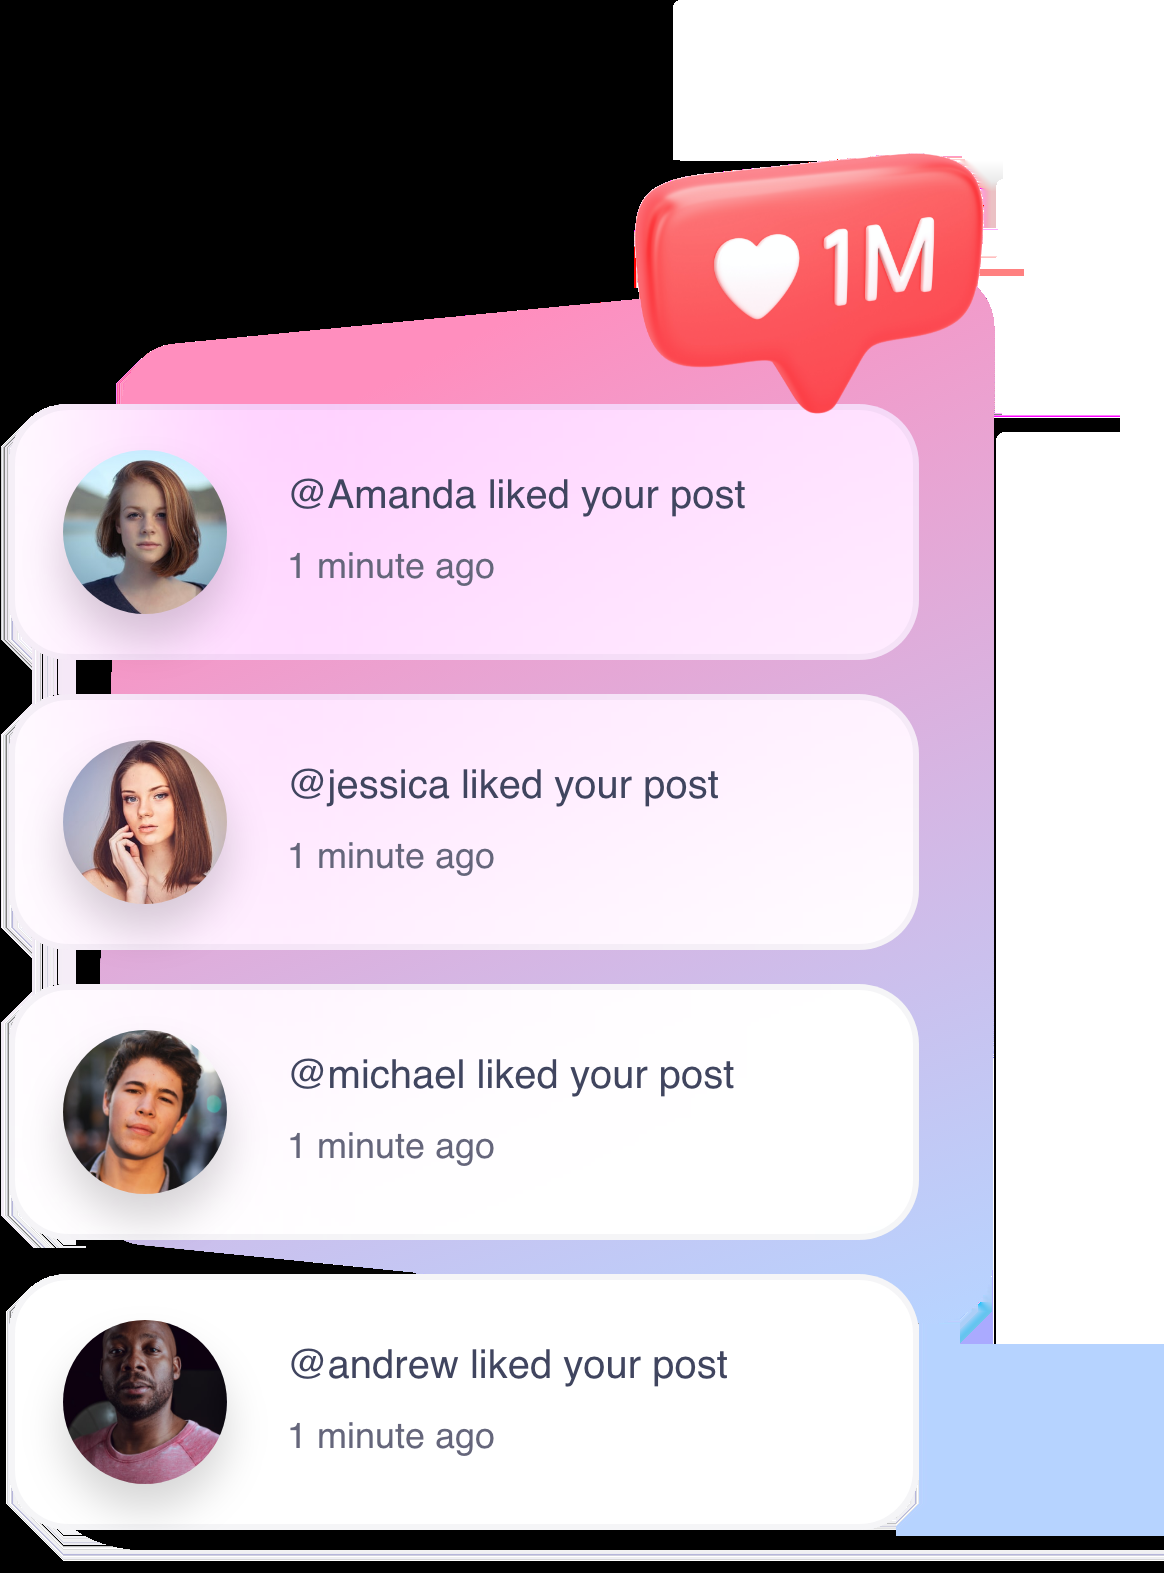 1M
@Amanda liked your post
1 minute ago
@jessica liked your post
1 minute ago
@michael liked your post
1 minute ago
@andrew liked your post
1 minute ago